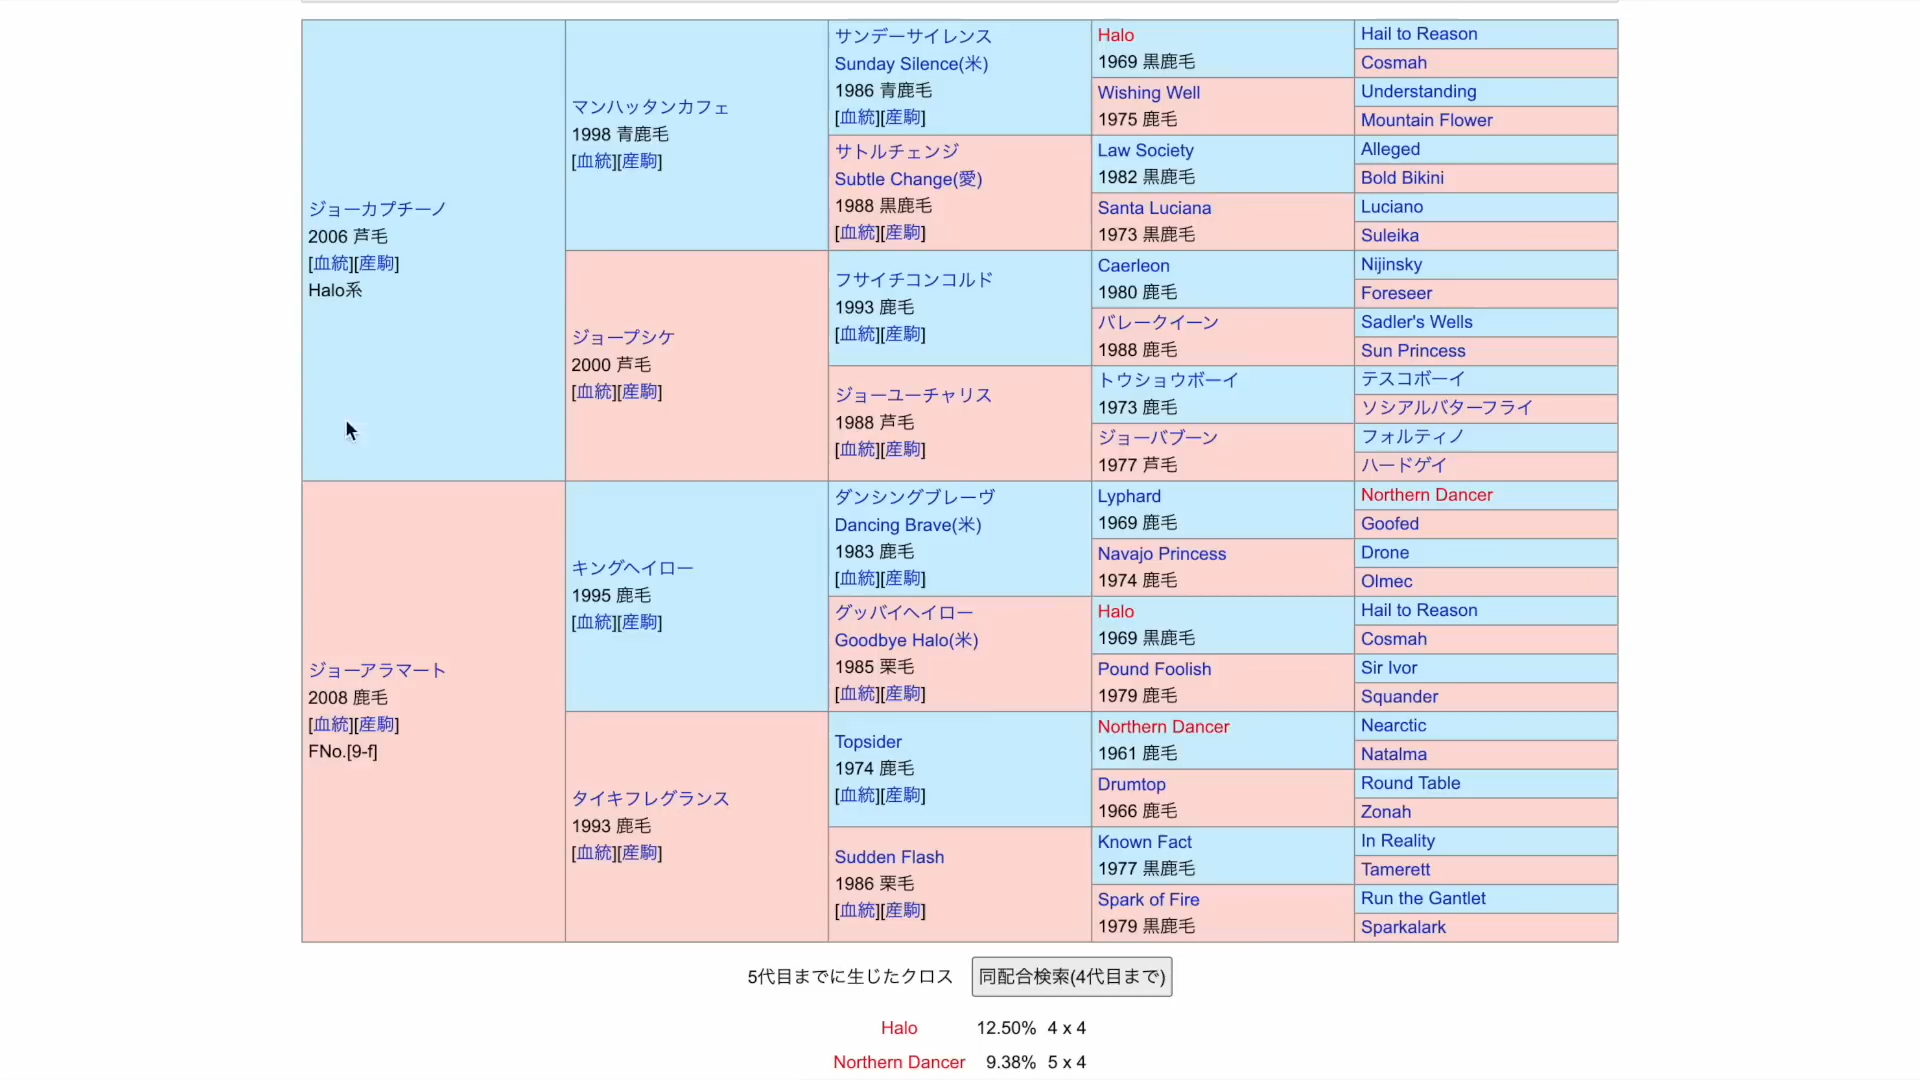 ジョーカプチーノ
2006 芦毛
[血統][産駒]
Halo系
マンハッタンカフェ
1998 青鹿毛
[血統][産駒]
サンデーサイレンス
Sunday Silence(米)
1986 青鹿毛
[血統][産駒]
Halo
1969 黒鹿毛
Hail to Reason
Cosmah
Wishing Well
1975 鹿毛
Understanding
Mountain Flower
サトルチェンジ
Subtle Change(愛)
1988 黒鹿毛
[血統][産駒]
Law Society
1982 黒鹿毛
Alleged
Bold Bikini
Santa Luciana
1973 黒鹿毛
Luciano
Suleika
ジョープシケ
2000 芦毛
[血統][産駒]
フサイチコンコルド
1993 鹿毛
[血統][産駒]
Caerleon
1980 鹿毛
Nijinsky
Foreseer
バレークイーン
1988 鹿毛
Sadler's Wells
Sun Princess
ジョーユーチャリス
1988 芦毛
[血統][産駒]
トウショウボーイ
1973 鹿毛
テスコボーイ
ソシアルバターフライ
ジョーバブーン
1977 芦毛
フォルティノ
ハードゲイ
ジョーアラマート
2008 鹿毛
[血統][産駒]
FNo.[9-f]
キングヘイロー
1995 鹿毛
[血統][産駒]
ダンシングブレーヴ
Dancing Brave(米)
1983 鹿毛
[血統][産駒]
Lyphard
1969 鹿毛
Northern Dancer
Goofed
Navajo Princess
1974 鹿毛
Drone
Olmec
グッバイヘイロー
Goodbye Halo(米)
1985 栗毛
[血統][産駒]
Halo
1969 黒鹿毛
Hail to Reason
Cosmah
Pound Foolish
1979 鹿毛
Sir Ivor
Squander
タイキフレグランス
1993 鹿毛
[血統][産駒]
Topsider
1974 鹿毛
[血統][産駒]
Northern Dancer
1961 鹿毛
Nearctic
Natalma
Drumtop
1966 鹿毛
Round Table
Zonah
Sudden Flash
1986 栗毛
[血統][産駒]
Known Fact
1977 黒鹿毛
In Reality
Tamerett
Spark of Fire
1979 黒鹿毛
Run the Gantlet
Sparkalark
5代目までに生じたクロス 同配合検索(4代目まで)
Halo 12.50% 4 x 4
Northern Dancer 9.38% 5 x 4